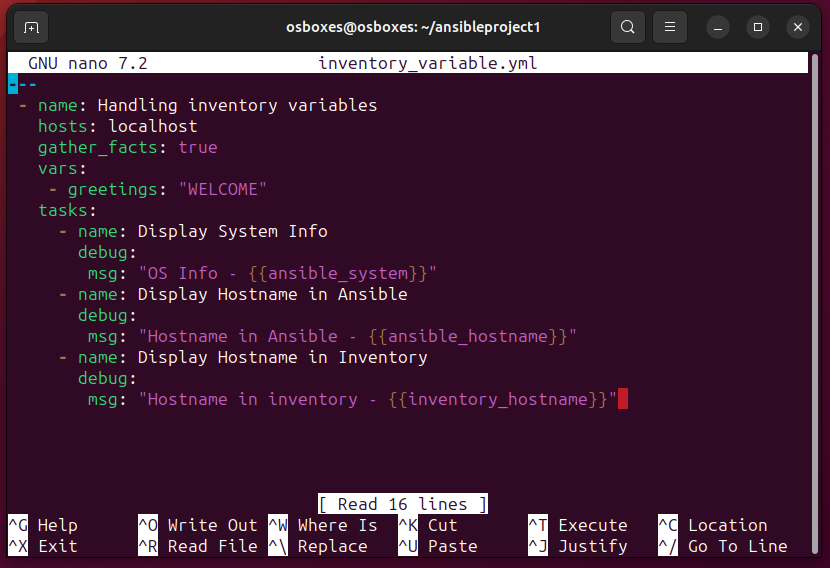 osboxes@osboxes: ~/ansibleproject1
GNU nano 7.2 inventory_variable.yml
---
- name: Handling inventory variables
hosts: localhost
gather_facts: true
vars:
- greetings: "WELCOME"
tasks:
- name: Display System Info
debug:
msg: "OS Info - {{ansible_system}}"
- name: Display Hostname in Ansible
debug:
msg: "Hostname in Ansible - {{ansible_hostname}}"
- name: Display Hostname in Inventory
debug:
msg: "Hostname in inventory - {{inventory_hostname}}"
[ Read 16 lines ]
^G Help ^O Write Out ^W Where Is ^K Cut ^T Execute ^C Location
^X Exit ^R Read File ^\ Replace ^U Paste ^J Justify ^/ Go To Line